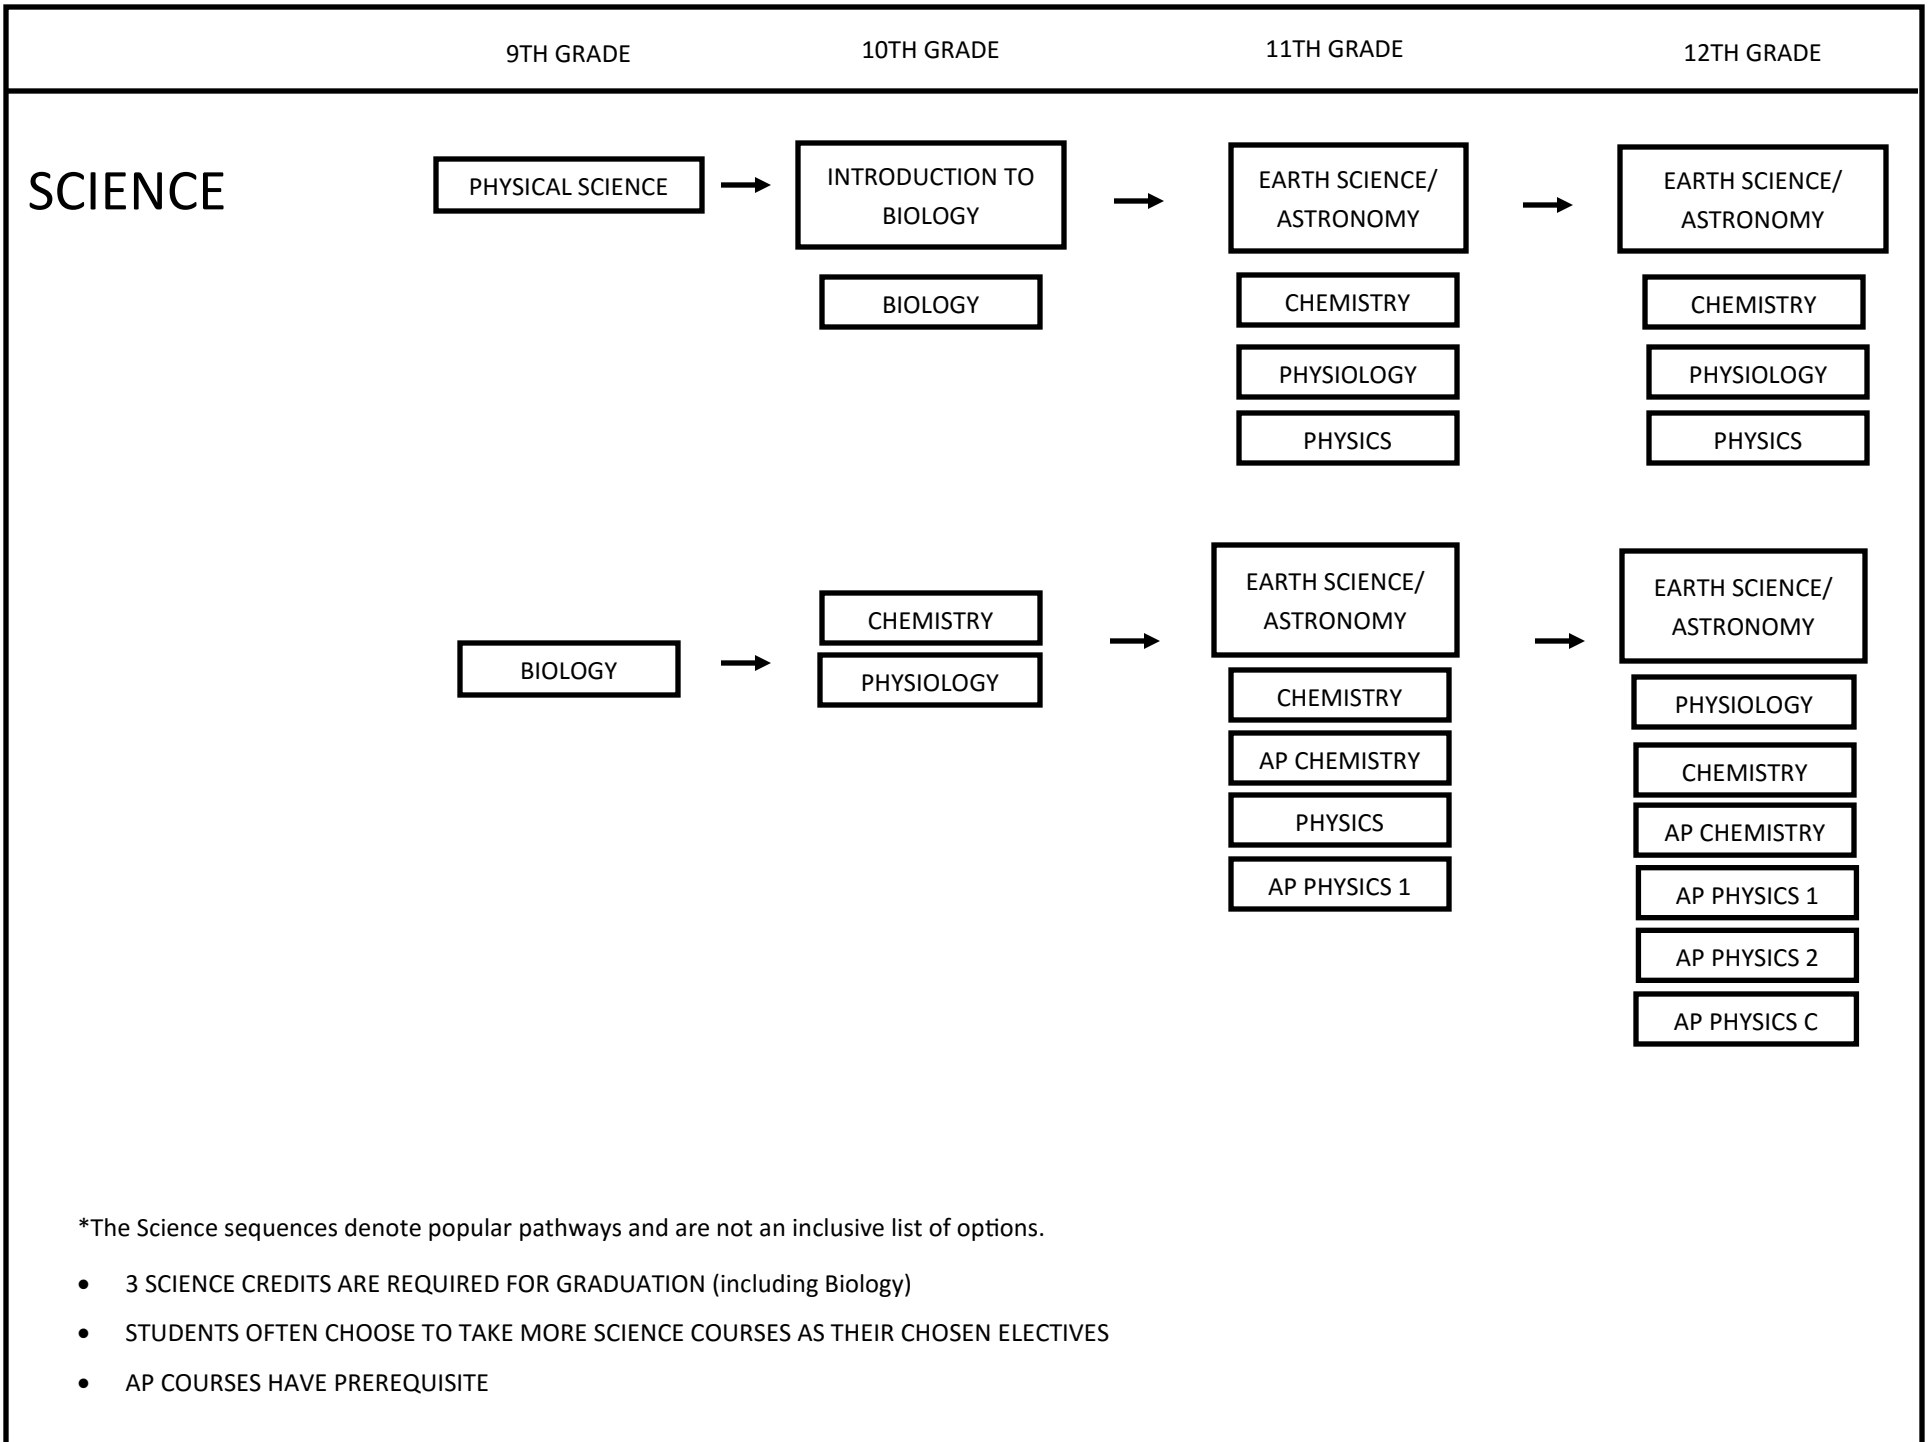 9TH GRADE
10TH GRADE
11TH GRADE
12TH GRADE
SCIENCE
PHYSICAL SCIENCE
INTRODUCTION TO
BIOLOGY
BIOLOGY
EARTH SCIENCE/
ASTRONOMY
CHEMISTRY
PHYSIOLOGY
PHYSICS
EARTH SCIENCE/
ASTRONOMY
CHEMISTRY
PHYSIOLOGY
PHYSICS
BIOLOGY
CHEMISTRY
PHYSIOLOGY
EARTH SCIENCE/
ASTRONOMY
CHEMISTRY
AP CHEMISTRY
PHYSICS
AP PHYSICS 1
EARTH SCIENCE/
ASTRONOMY
PHYSIOLOGY
CHEMISTRY
AP CHEMISTRY
AP PHYSICS 1
AP PHYSICS 2
AP PHYSICS C
*The Science sequences denote popular pathways and are not an inclusive list of options.
• 3 SCIENCE CREDITS ARE REQUIRED FOR GRADUATION (including Biology)
• STUDENTS OFTEN CHOOSE TO TAKE MORE SCIENCE COURSES AS THEIR CHOSEN ELECTIVES
• AP COURSES HAVE PREREQUISITE